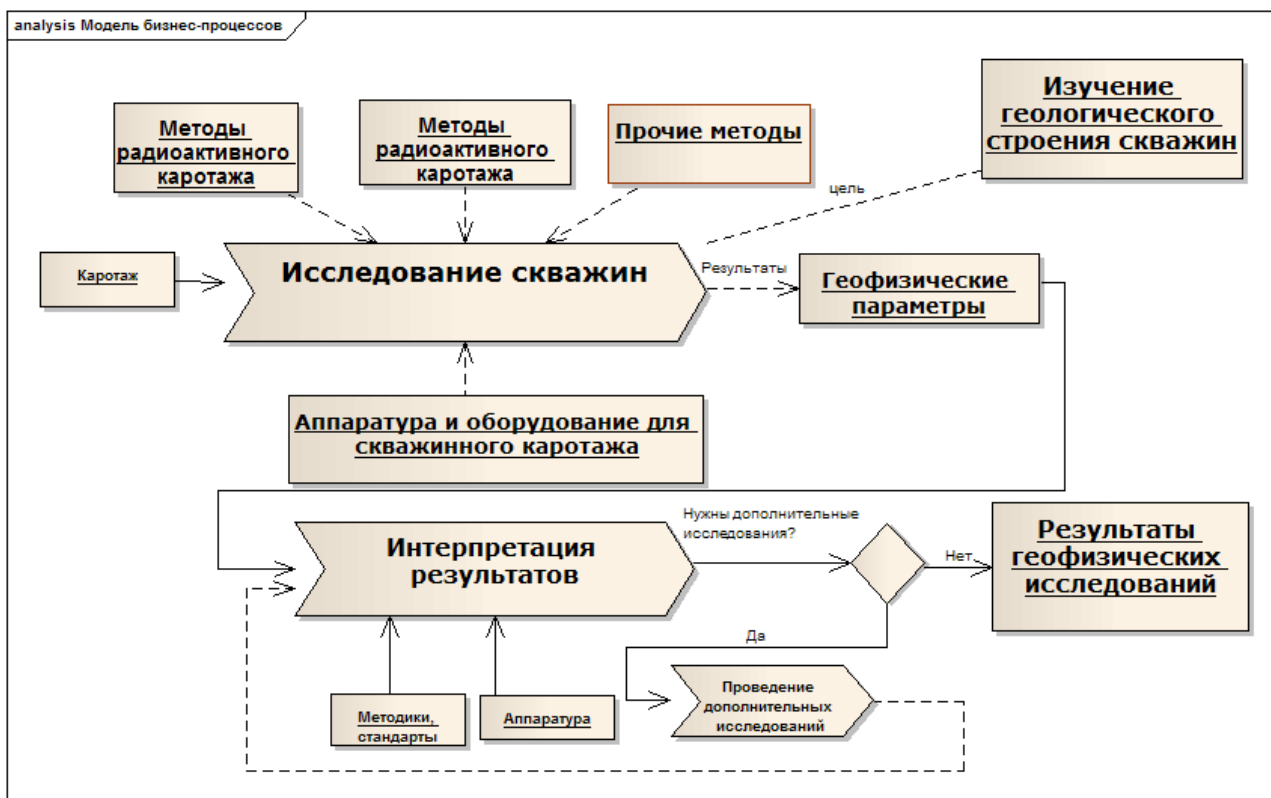 analysis Модель бизнес-процессов
Методы
радиоактивного
каротажа
Методы
радиоактивного
каротажа
Прочие методы
Изучение
геологического
строения скважин
цель
Каротаж
Исследование скважин
Результаты
Геофизические
параметры
Аппаратура и оборудование для
скважинного каротажа
Интерпретация
результатов
Нужны дополнительные
исследования?
Нет
Результаты
геофизических
исследований
Да
Методики,
стандарты
Аппаратура
Проведение
дополнительных
исследований